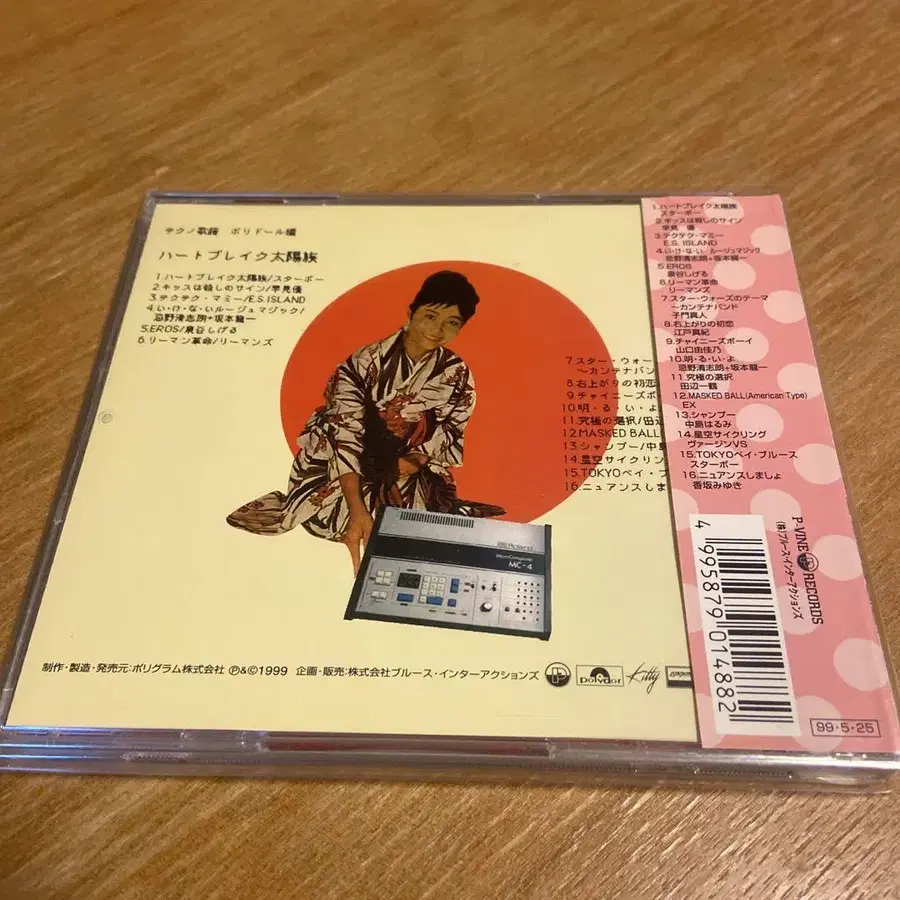 テクノ歌謡 ポリドール編
ハートブレイク太陽族
1.ハートブレイク太陽族/スターボー
2.キッスは殺しのサイン/早見優
3.テクテク・マミー/E.S.ISLAND
4.い・け・ない・ルージュマジック/
忌野清志朗+坂本龍一
5.EROS/泉谷しげる
6.リーマン革命/リーマンズ
7.スター・ウォー
〜カンテナバン
8.右上がりの初恋
9.チャイニーズボ
10.明・る・い・よ
11.究極の選択/田辺
12.MASKED BALL
13.シャンプー/中島
14.星空サイクリン
15.TOKYOベイ・ブ
16.ニュアンスしま
Roland
MicroComposer
MC-4
制作・製造・発売元:ポリグラム株式会社 Ⓟ&©1999 企画・販売:株式会社ブルース・インターアクションズ
polydor
Kitty
1.ハートブレイク太陽族
スターボー
2.キッスは殺しのサイン
早見 優
3.テクテク・マミー
E.S. ISLAND
4.い・け・な・い・ルージュマジック
忌野清志朗+坂本龍一
5.EROS
泉谷しげる
6.リーマン革命
リーマンズ
7.スター・ウォーズのテーマ
〜カンテナバンド
子門真人
8.右上がりの初恋
江戸真紀
9.チャイニーズボーイ
山口由佳乃
10.明・る・い・よ
忌野清志朗+坂本龍一
11.究極の選択
田辺一鶴
12.MASKED BALL(American Type)
EX
13.シャンプー
中島はるみ
14.星空サイクリング
ヴァージンVS
15.TOKYOベイ・ブルース
スターボー
16.ニュアンスしましょ
香坂みゆき
4995879014882
P-VINE RECORDS
(株)ブルース・インターアクションズ
99・5・25